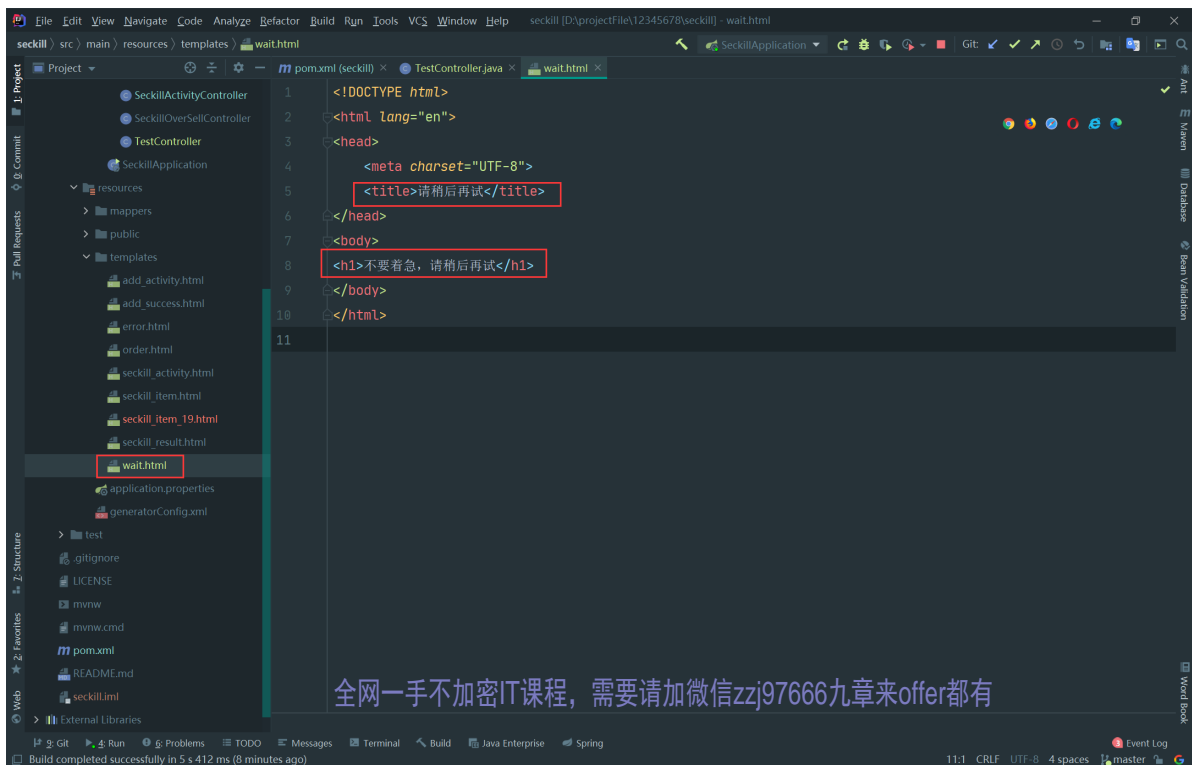 File Edit View Navigate Code Analyze Refactor Build Run Tools VCS Window Help seckill [D:\projectFile\12345678\seckill] - wait.html
seckill src main resources templates wait.html SeckillApplication Git:
Project pom.xml (seckill) TestController.java wait.html
SeckillActivityController
SeckillOverSellController
TestController
SeckillApplication
resources
mappers
public
templates
add_activity.html
add_success.html
error.html
order.html
seckill_activity.html
seckill_item.html
seckill_item_19.html
seckill_result.html
wait.html
application.properties
generatorConfig.xml
test
.gitignore
LICENSE
mvnw
mvnw.cmd
pom.xml
README.md
seckill.iml
External Libraries
1 <!DOCTYPE html>
2 <html lang="en">
3 <head>
4 <meta charset="UTF-8">
5 <title>请稍后再试</title>
6 </head>
7 <body>
8 <h1>不要着急，请稍后再试</h1>
9 </body>
10 </html>
11
1: Project
0: Commit
Pull Requests
7: Structure
2: Favorites
Web
Ant
Maven
Database
Bean Validation
Word Book
全网一手不加密IT课程，需要请加微信zzj97666九章来offer都有
9: Git 4: Run 6: Problems TODO Messages Terminal Build Java Enterprise Spring 3 Event Log
Build completed successfully in 5 s 412 ms (8 minutes ago) 11:1 CRLF UTF-8 4 spaces master